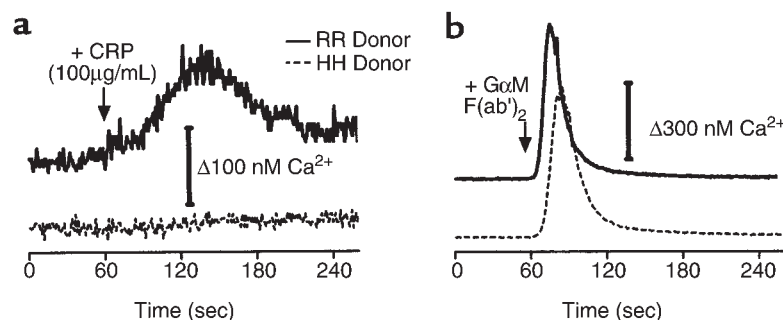 a
+ CRP
(100μg/mL)
RR Donor
HH Donor
Δ100 nM Ca²⁺
0 60 120 180 240
Time (sec)
b
+ GαM
F(ab')₂
Δ300 nM Ca²⁺
0 60 120 180 240
Time (sec)